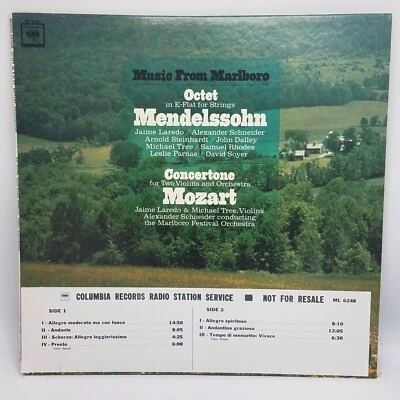 Music From Marlboro
Octet
in E-Flat for Strings
Mendelssohn
Jaime Laredo / Alexander Schneider
Arnold Steinhardt / John Dalley
Michael Tree / Samuel Rhodes
Leslie Parnas / David Soyer
Concertone
for Two Violins and Orchestra
Mozart
Jaime Laredo & Michael Tree, Violins
Alexander Schneider conducting
the Marlboro Festival Orchestra
COLUMBIA RECORDS RADIO STATION SERVICE NOT FOR RESALE ML 6248
SIDE 1
I - Allegro moderato ma con fuoco 14:50
II - Andante 8:05
III - Scherzo: Allegro leggierissimo 4:25
IV - Presto 6:00
SIDE 2
I - Allegro spiritoso 8:10
II - Andantino grazioso 12:05
III - Tempo di menuetto: Vivace 6:30